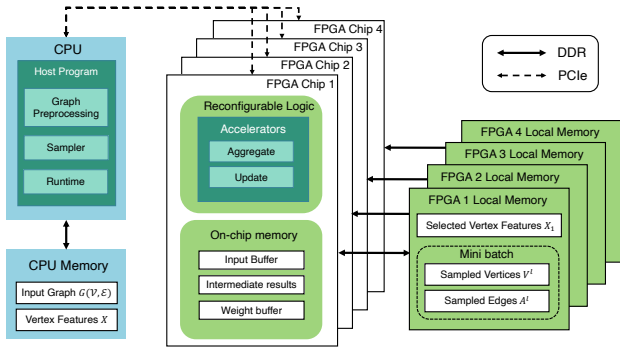 CPU
Host Program
Graph
Preprocessing
Sampler
Runtime
CPU Memory
Input Graph G(𝒱, ℰ)
Vertex Features X
FPGA Chip 4
FPGA Chip 3
FPGA Chip 2
FPGA Chip 1
Reconfigurable Logic
Accelerators
Aggregate
Update
On-chip memory
Input Buffer
Intermediate results
Weight buffer
DDR
PCIe
FPGA 4 Local Memory
FPGA 3 Local Memory
FPGA 2 Local Memory
FPGA 1 Local Memory
Selected Vertex Features X₁
Mini batch
Sampled Vertices Vˡ
Sampled Edges Aˡ